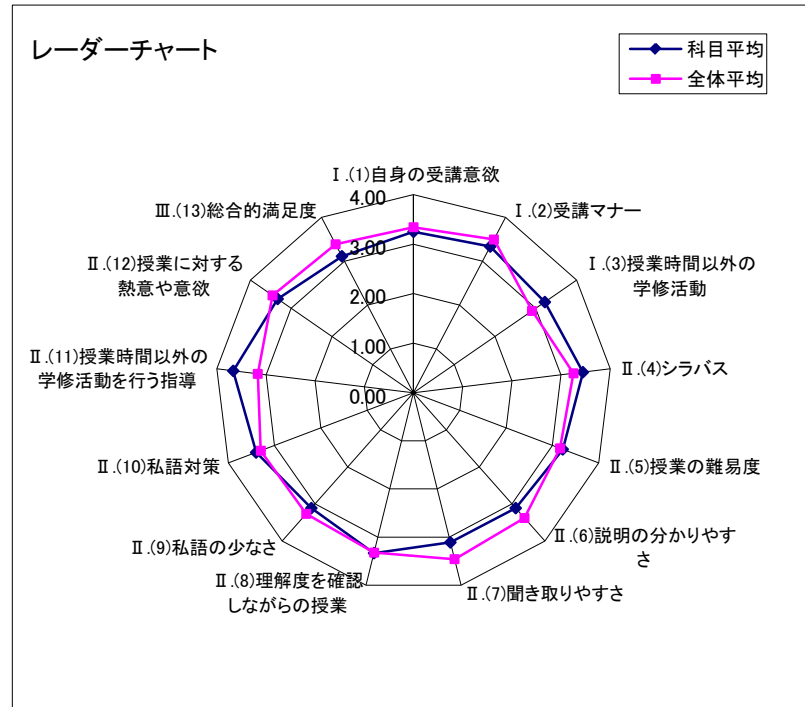 レーダーチャート
科目平均
全体平均
Ⅰ.(1)自身の受講意欲
Ⅰ.(2)受講マナー
Ⅰ.(3)授業時間以外の
学修活動
Ⅱ.(4)シラバス
Ⅱ.(5)授業の難易度
Ⅱ.(6)説明の分かりやす
さ
Ⅱ.(7)聞き取りやすさ
Ⅱ.(8)理解度を確認
しながらの授業
Ⅱ.(9)私語の少なさ
Ⅱ.(10)私語対策
Ⅱ.(11)授業時間以外の
学修活動を行う指導
Ⅱ.(12)授業に対する
熱意や意欲
Ⅲ.(13)総合的満足度
4.00
3.00
2.00
1.00
0.00